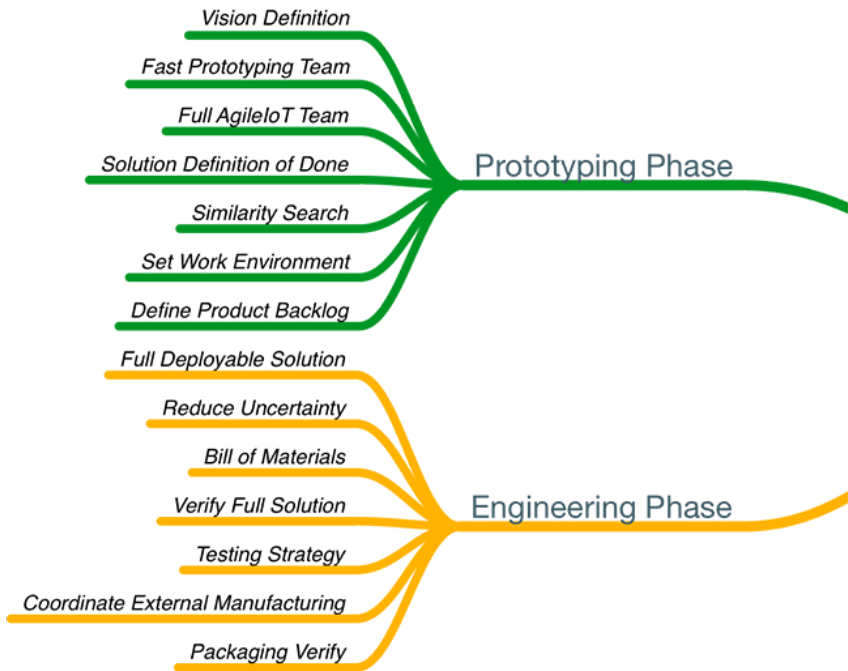 Vision Definition
Fast Prototyping Team
Full AgileIoT Team
Solution Definition of Done
Similarity Search
Set Work Environment
Define Product Backlog
Prototyping Phase
Full Deployable Solution
Reduce Uncertainty
Bill of Materials
Verify Full Solution
Testing Strategy
Coordinate External Manufacturing
Packaging Verify
Engineering Phase